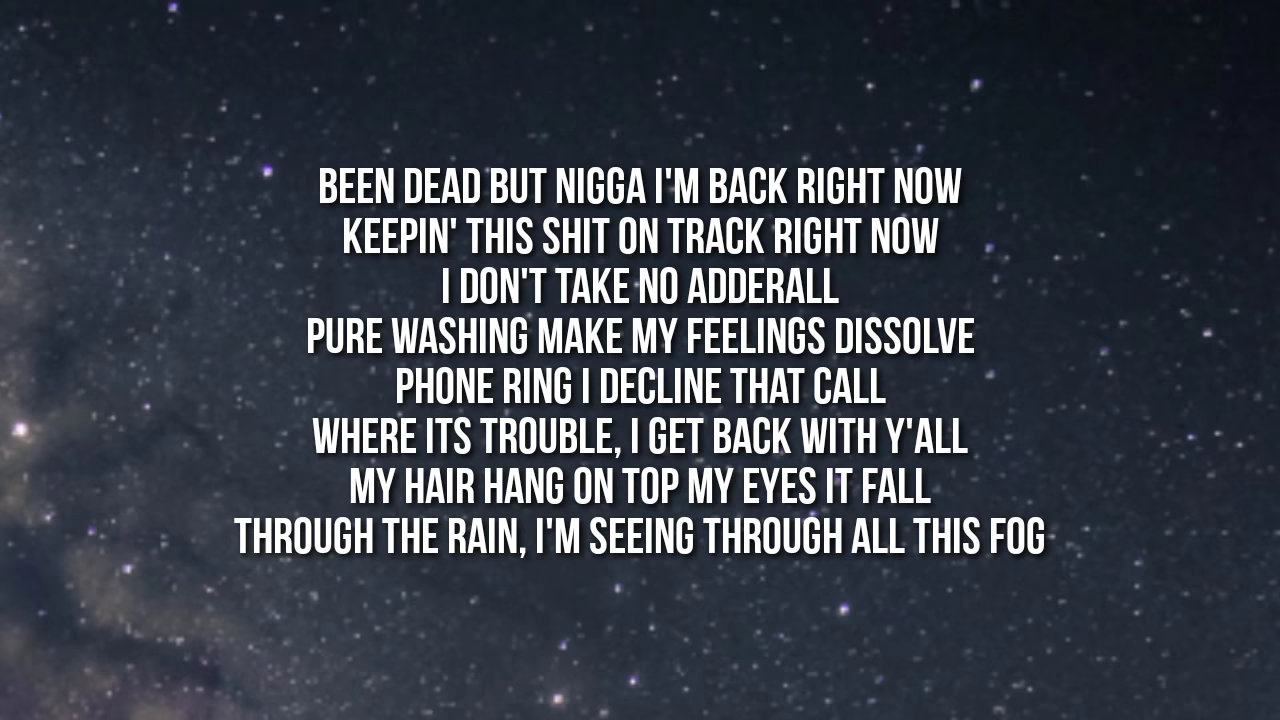 BEEN DEAD BUT NIGGA I'M BACK RIGHT NOW
KEEPIN' THIS SHIT ON TRACK RIGHT NOW
I DON'T TAKE NO ADDERALL
PURE WASHING MAKE MY FEELINGS DISSOLVE
PHONE RING I DECLINE THAT CALL
WHERE ITS TROUBLE, I GET BACK WITH Y'ALL
MY HAIR HANG ON TOP MY EYES IT FALL
THROUGH THE RAIN, I'M SEEING THROUGH ALL THIS FOG